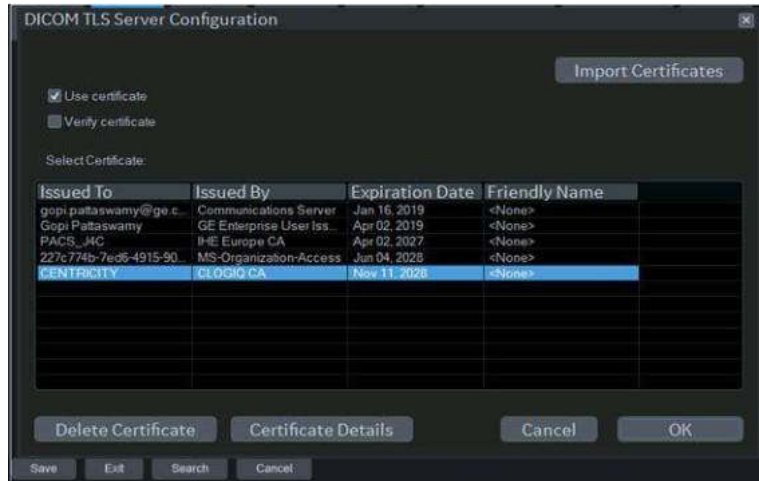 DICOM TLS Server Configuration
Import Certificates
Use certificate
Verify certificate
Select Certificate:
Issued To Issued By Expiration Date Friendly Name
gopi.pattaswamy@ge.c... Communications Server Jan 16, 2019 <None>
Gopi Pattaswamy GE Enterprise User Iss... Apr 02, 2019 <None>
PACS_J4C IHE Europe CA Apr 02, 2027 <None>
227c774b-7ed6-4915-90... MS-Organization-Access Jun 04, 2028 <None>
CENTRICITY CLOGIQ CA Nov 11, 2028 <None>
Delete Certificate Certificate Details Cancel OK
Save Exit Search Cancel